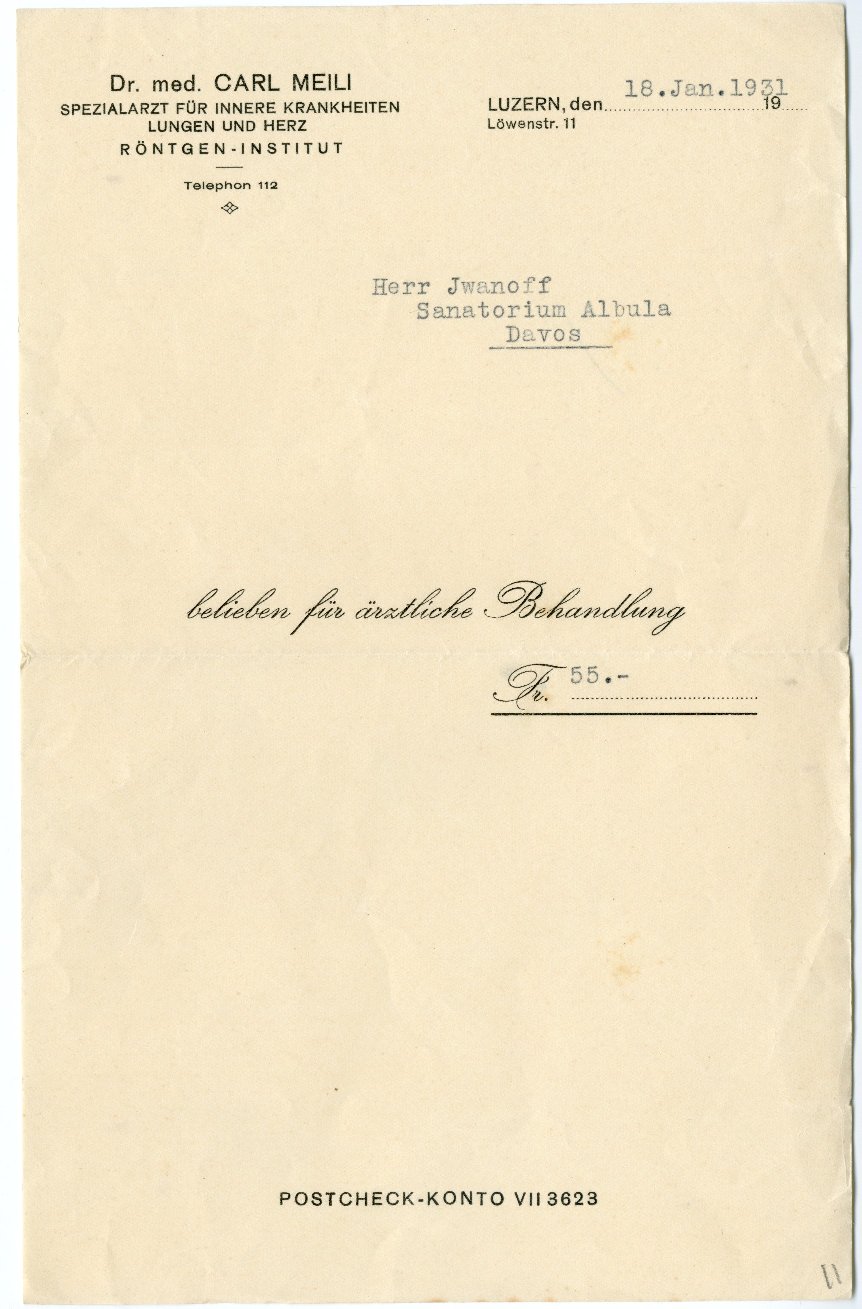 Dr. med. CARL MEILI
SPEZIALARZT FÜR INNERE KRANKHEITEN
LUNGEN UND HERZ
RÖNTGEN-INSTITUT
Telephon 112
LUZERN, den 18.Jan.1931 19
Löwenstr. 11
Herr Jwanoff
Sanatorium Albula
Davos
belieben für ärztliche Behandlung
Fr. 55.-
POSTCHECK-KONTO VII 3623
11